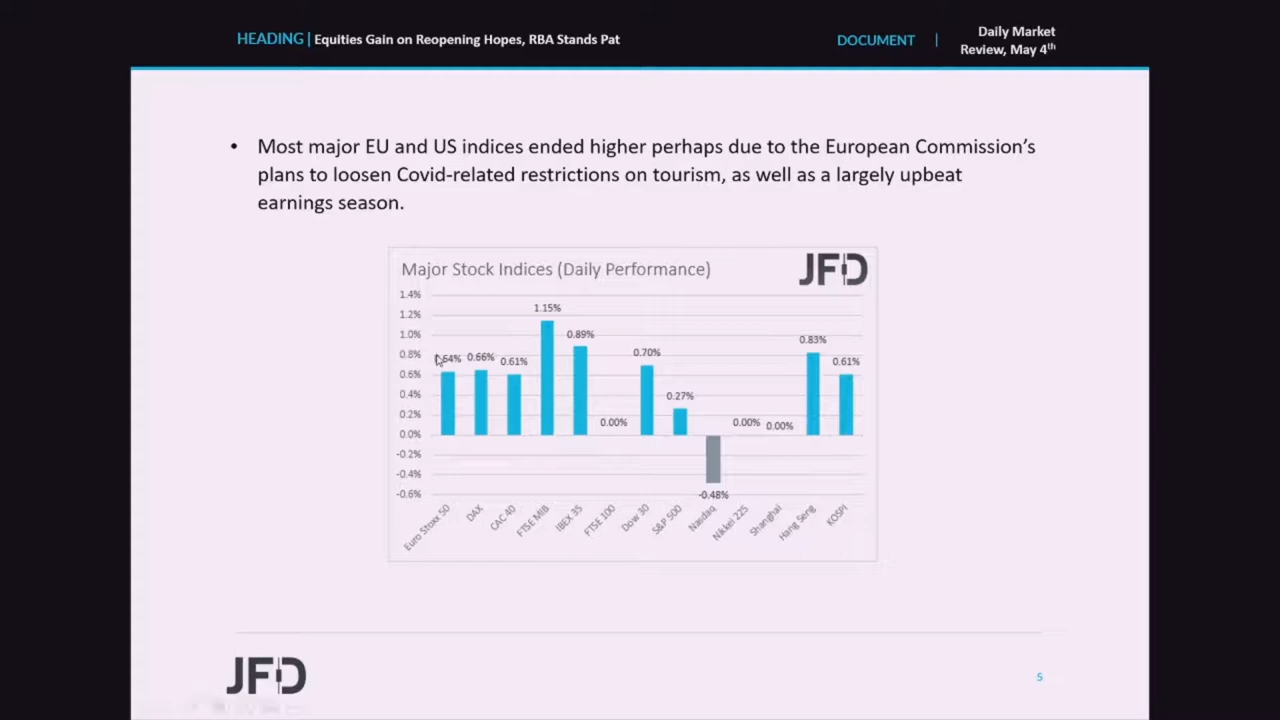 HEADING | Equities Gain on Reopening Hopes, RBA Stands Pat
DOCUMENT | Daily Market
Review, May 4th
• Most major EU and US indices ended higher perhaps due to the European Commission's
plans to loosen Covid-related restrictions on tourism, as well as a largely upbeat
earnings season.
Major Stock Indices (Daily Performance)
JFD
1.4%
1.2%
1.0%
0.8%
0.6%
0.4%
0.2%
0.0%
-0.2%
-0.4%
-0.6%
0.64%
0.66%
0.61%
1.15%
0.89%
0.00%
0.70%
0.27%
-0.48%
0.00%
0.00%
0.83%
0.61%
Euro Stoxx 50
DAX
CAC 40
FTSE MIB
IBEX 35
FTSE 100
Dow 30
S&P 500
Nasdaq
Nikkei 225
Shanghai
Hang Seng
KOSPI
JFD
5